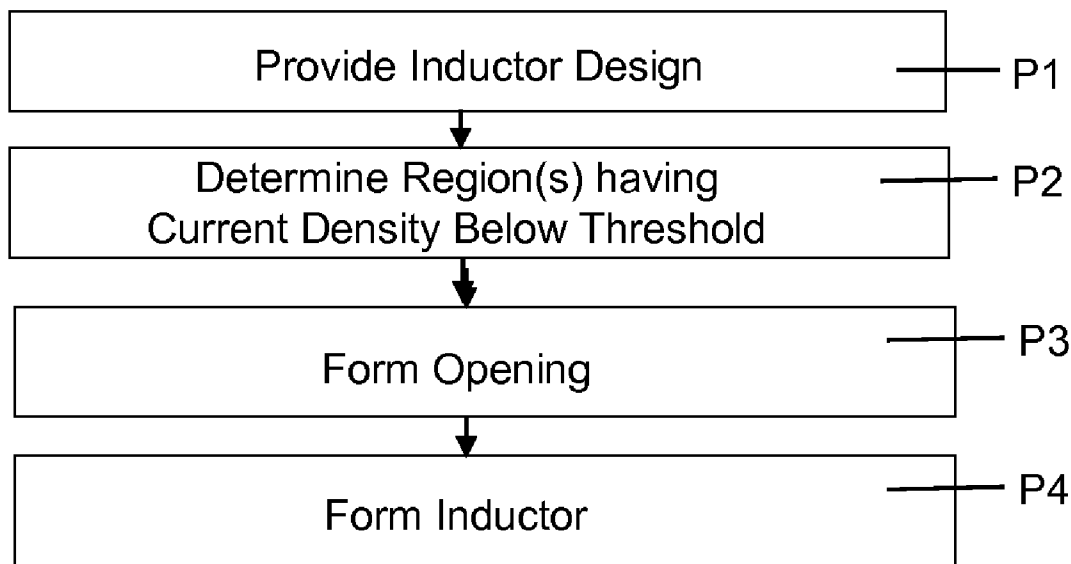 Provide Inductor Design
P1
Determine Region(s) having
Current Density Below Threshold
P2
Form Opening
P3
Form Inductor
P4